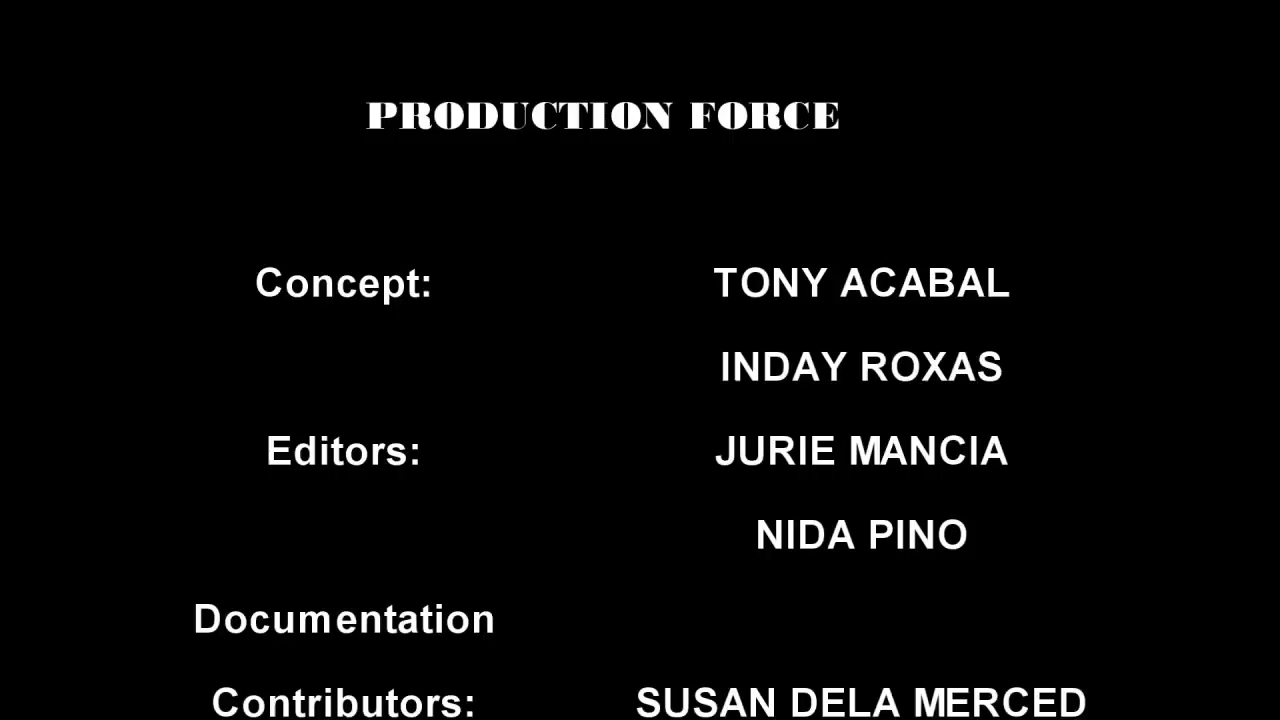 PRODUCTION FORCE
Concept: TONY ACABAL
INDAY ROXAS
Editors: JURIE MANCIA
NIDA PINO
Documentation
Contributors: SUSAN DELA MERCED